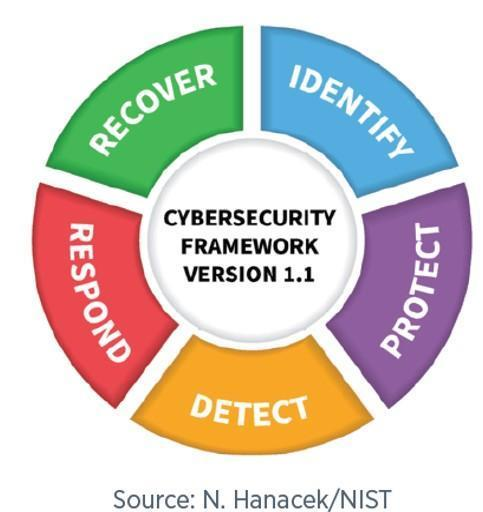 IDENTIFY
PROTECT
DETECT
RESPOND
RECOVER
CYBERSECURITY
FRAMEWORK
VERSION 1.1
Source: N. Hanacek/NIST